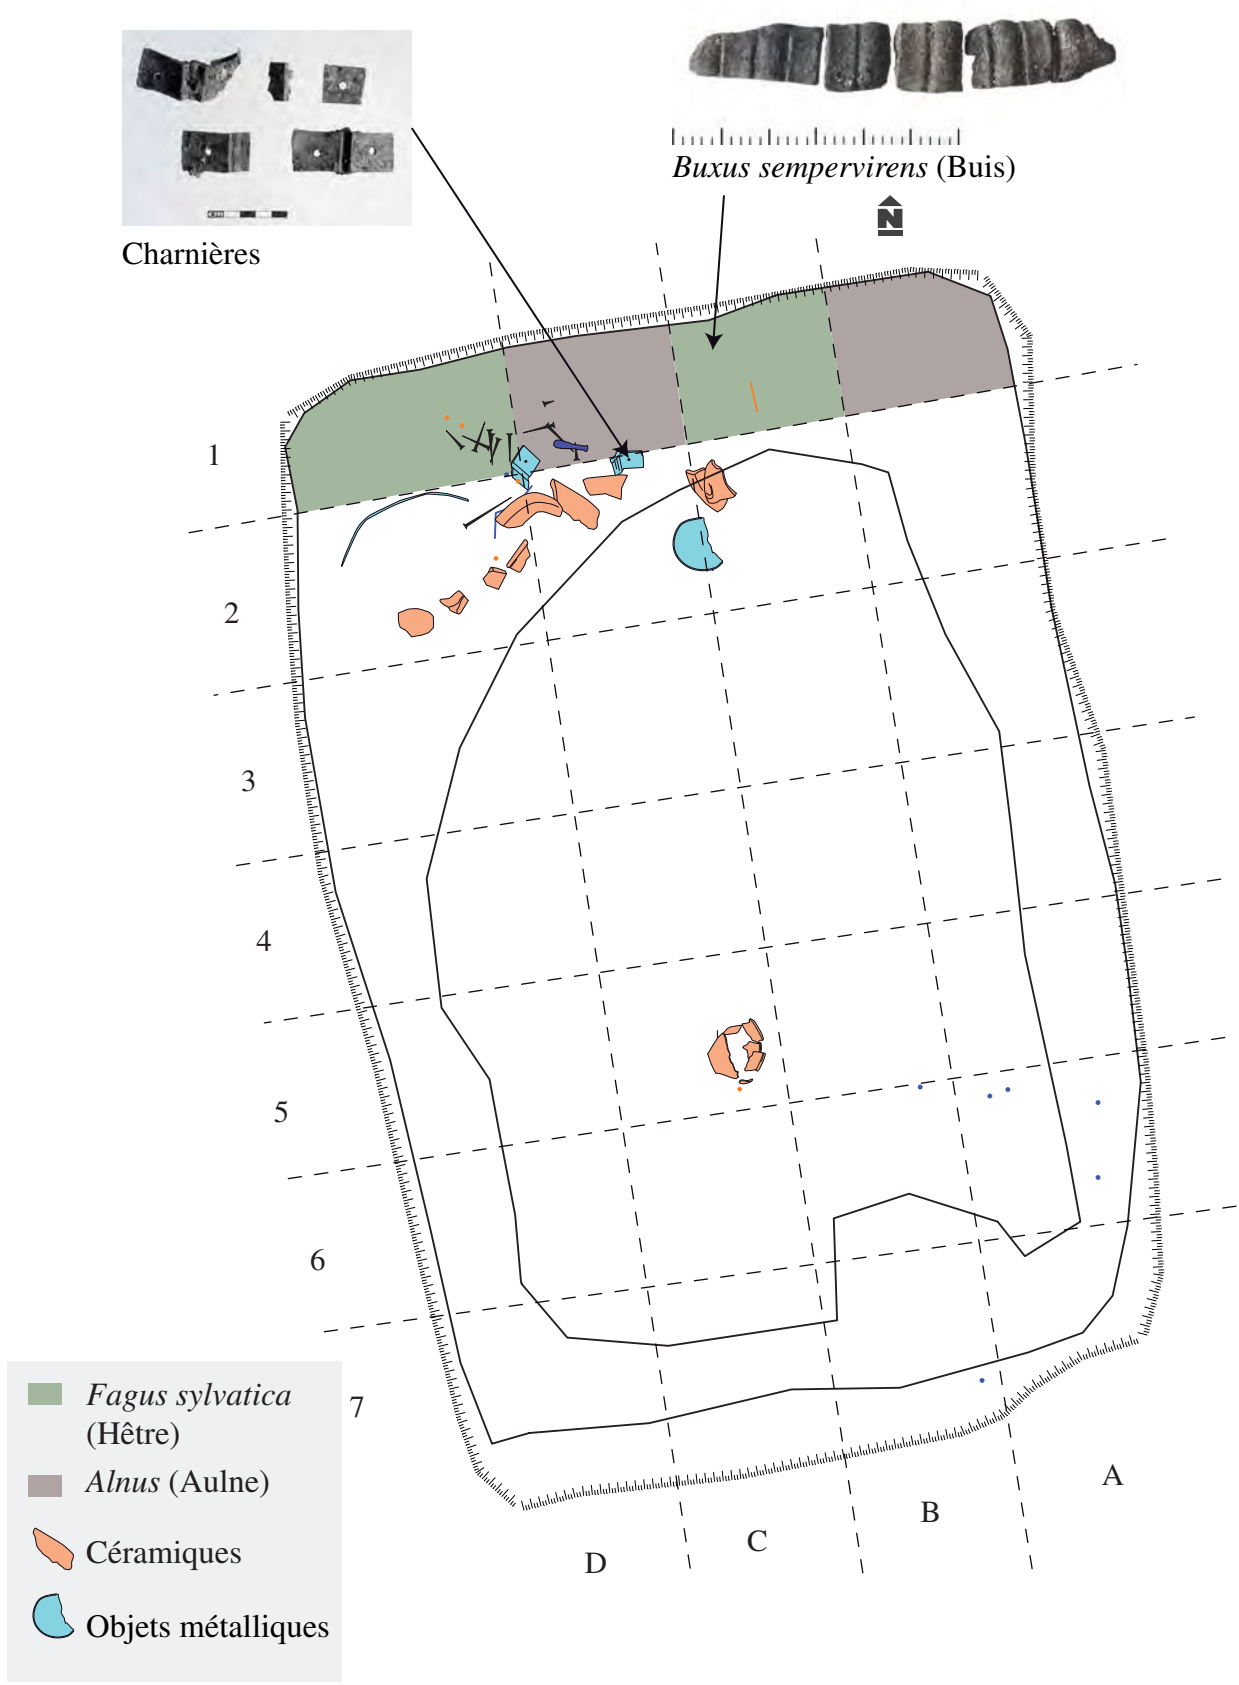 Buxus sempervirens (Buis)
N
Charnières
1
2
3
4
5
6
7
A
B
C
D
Fagus sylvatica
(Hêtre)
Alnus (Aulne)
Céramiques
Objets métalliques